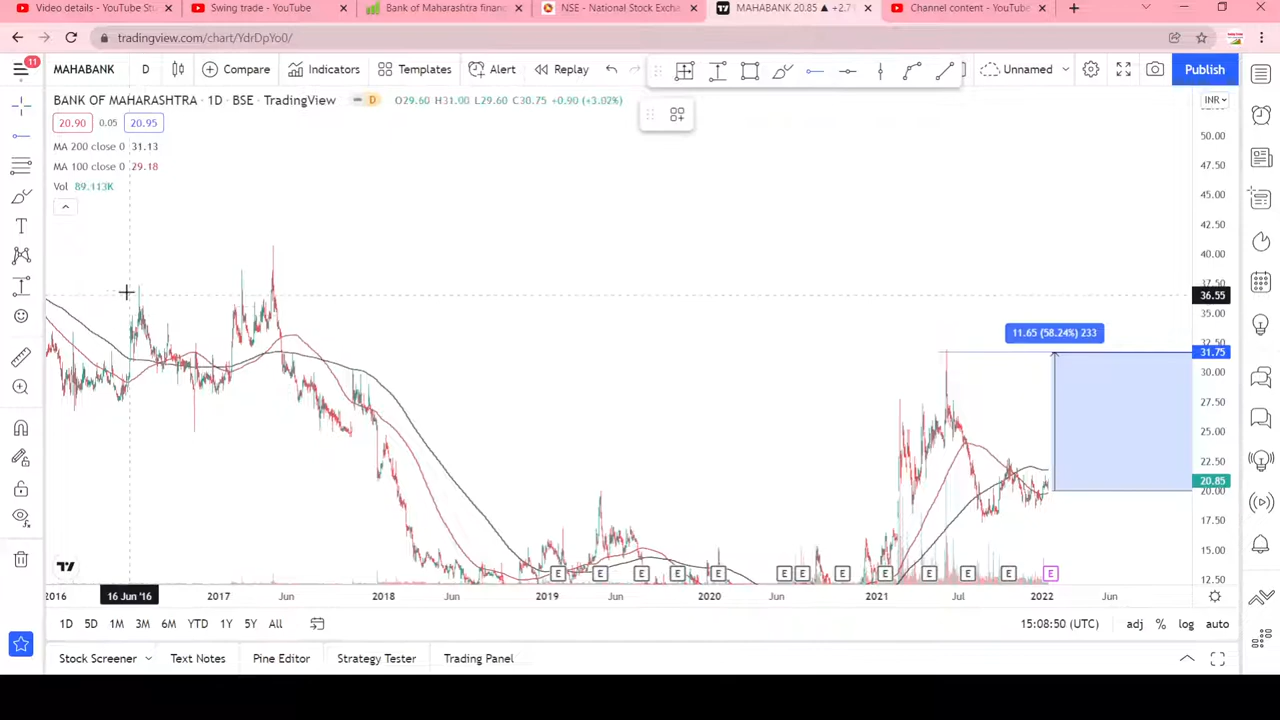 Video details - YouTube Stu
Swing trade - YouTube
Bank of Maharashtra financ
NSE - National Stock Exch
MAHABANK 20.85 ▲ +2.7
Channel content - YouTube
tradingview.com/chart/YdrDpYo0/
11
MAHABANK
D
Compare
Indicators
Templates
Alert
Replay
Unnamed
Publish
BANK OF MAHARASHTRA · 1D · BSE · TradingView
D
O29.60 H31.00 L29.60 C30.75 +0.90 (+3.02%)
INR
20.90
0.05
20.95
MA 200 close 0 31.13
MA 100 close 0 29.18
Vol 89.113K
50.00
47.50
45.00
42.50
40.00
37.50
36.55
35.00
32.50
31.75
30.00
27.50
25.00
22.50
20.85
20.00
17.50
15.00
12.50
11.65 (58.24%) 233
E E E E E E E E E E E E E
2016
16 Jun '16
2017
Jun
2018
Jun
2019
Jun
2020
Jun
2021
Jul
2022
Jun
1D
5D
1M
3M
6M
YTD
1Y
5Y
All
15:08:50 (UTC)
adj
%
log
auto
Stock Screener
Text Notes
Pine Editor
Strategy Tester
Trading Panel